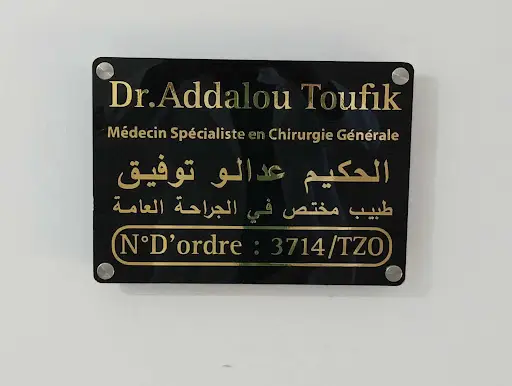 Dr.Addalou Toufik
Médecin Spécialiste en Chirurgie Générale
الحكيم عدالو توفيق
طبيب مختص في الجراحة العامة
N°D’ordre : 3714/TZO